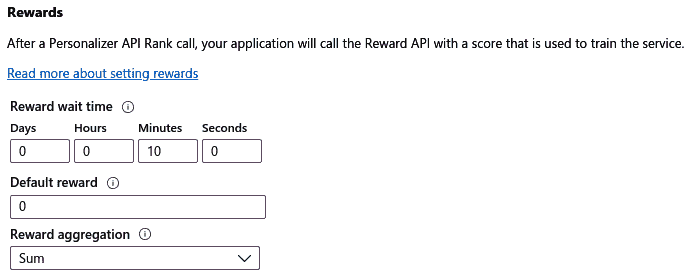 Rewards
After a Personalizer API Rank call, your application will call the Reward API with a score that is used to train the service.
Read more about setting rewards
Reward wait time
Days Hours Minutes Seconds
0 0 10 0
Default reward
0
Reward aggregation
Sum